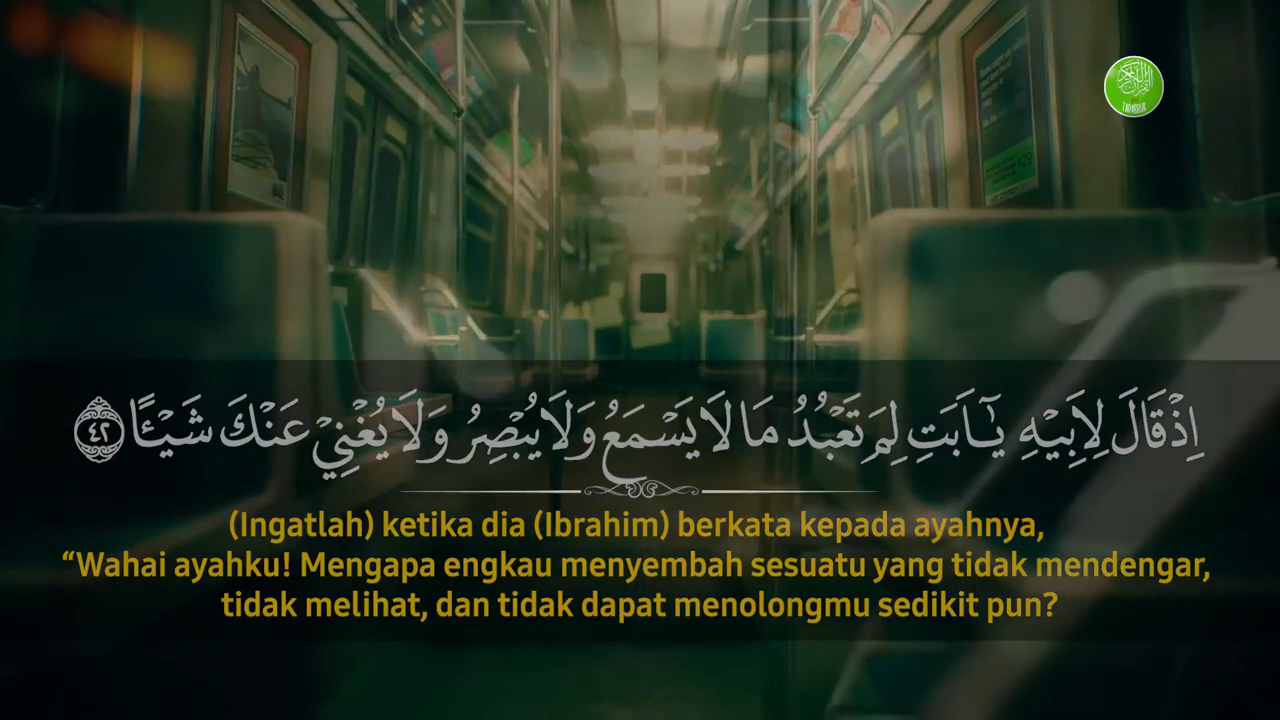 اِذْ قَالَ لِاَبِيْهِ يٰٓاَبَتِ لِمَ تَعْبُدُ مَا لَا يَسْمَعُ وَلَا يُبْصِرُ وَلَا يُغْنِيْ عَنْكَ شَيْـًٔا ۝٤٢
(Ingatlah) ketika dia (Ibrahim) berkata kepada ayahnya,
“Wahai ayahku! Mengapa engkau menyembah sesuatu yang tidak mendengar,
tidak melihat, dan tidak dapat menolongmu sedikit pun?